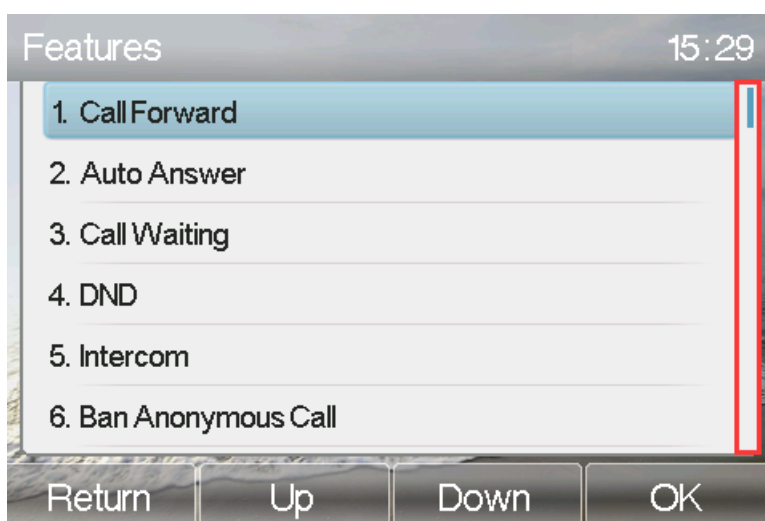 Features 15:29
1. Call Forward
2. Auto Answer
3. Call Waiting
4. DND
5. Intercom
6. Ban Anonymous Call
Return Up Down OK